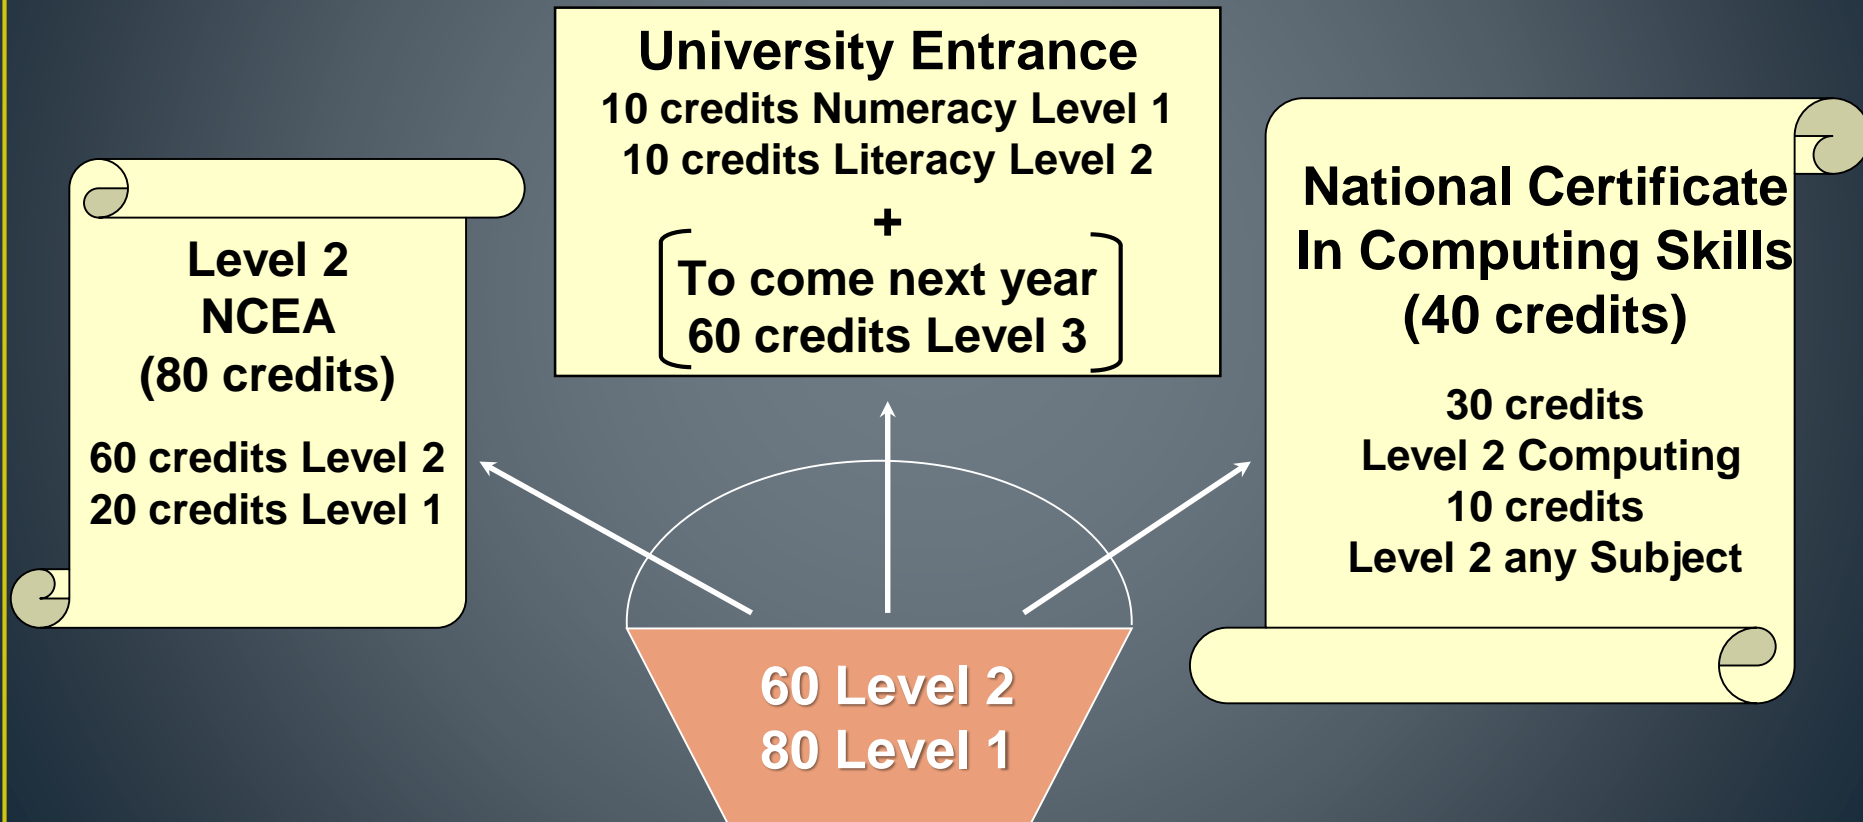 University Entrance
10 credits Numeracy Level 1
10 credits Literacy Level 2
+
To come next year
60 credits Level 3
Level 2
NCEA
(80 credits)
60 credits Level 2
20 credits Level 1
National Certificate
In Computing Skills
(40 credits)
30 credits
Level 2 Computing
10 credits
Level 2 any Subject
60 Level 2
80 Level 1